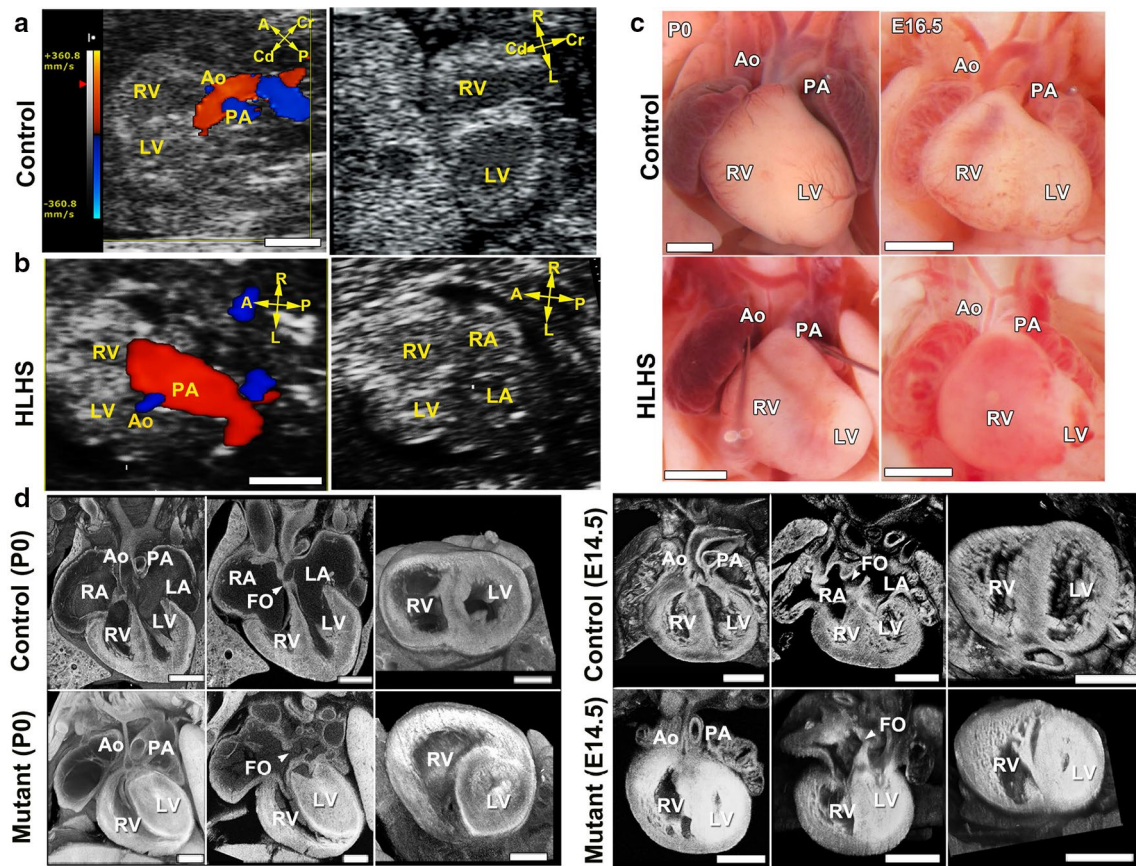 a
+360.8
mm/s
-360.8
mm/s
A Cr
Cd P
RV Ao
PA
LV
R
Cd Cr
L
RV
LV
Control
b
R
A P
L
RV
PA
LV
Ao
R
A P
L
RV RA
LV LA
HLHS
c
P0
Ao
PA
RV
LV
E16.5
Ao
PA
RV
LV
Control
Ao
PA
RV
LV
Ao
PA
RV
LV
HLHS
d
Control (P0)
Ao PA
RA LA
RV LV
RA LA
FO
RV LV
RV LV
Mutant (P0)
Ao PA
RV LV
FO
RV LV
RV
LV
Control (E14.5)
Ao PA
RV LV
FO
RA LA
RV LV
RV LV
Mutant (E14.5)
Ao PA
RV LV
FO
RV LV
RV LV